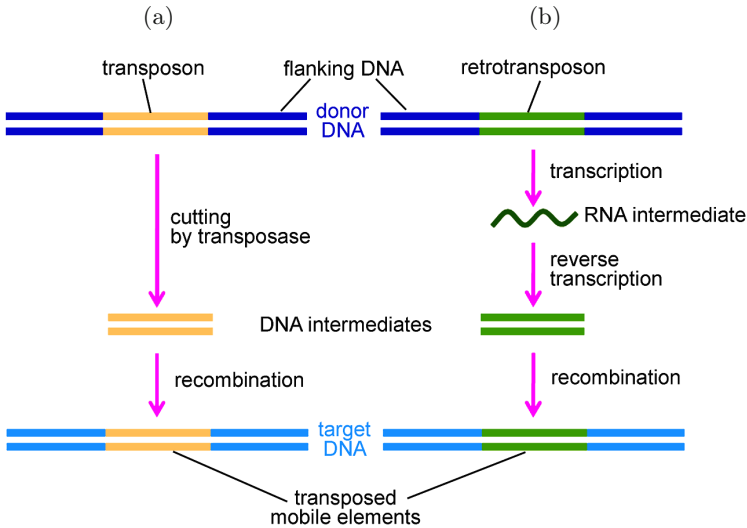 (a)
(b)
transposon
flanking DNA
retrotransposon
donor
DNA
transcription
cutting
by transposase
RNA intermediate
reverse
transcription
DNA intermediates
recombination
recombination
target
DNA
transposed
mobile elements